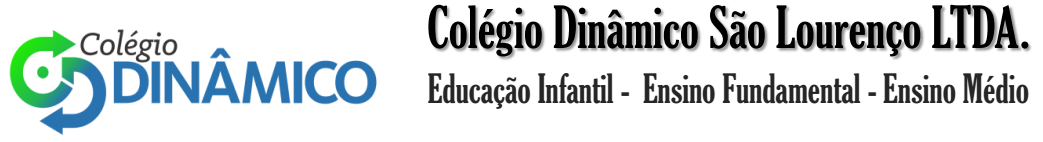 Colégio
DINÂMICO
Colégio Dinâmico São Lourenço LTDA.
Educação Infantil - Ensino Fundamental - Ensino Médio